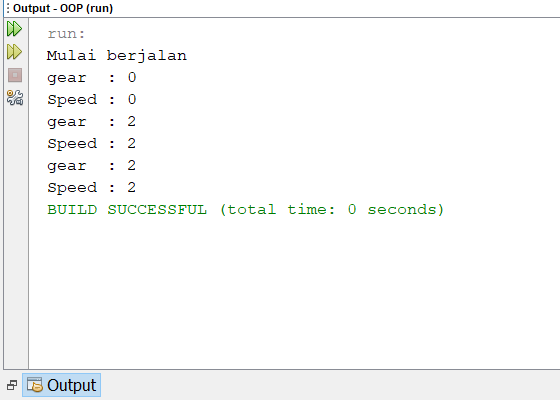 Output - OOP (run)
run:
Mulai berjalan
gear  : 0
Speed : 0
gear  : 2
Speed : 2
gear  : 2
Speed : 2
BUILD SUCCESSFUL (total time: 0 seconds)
Output